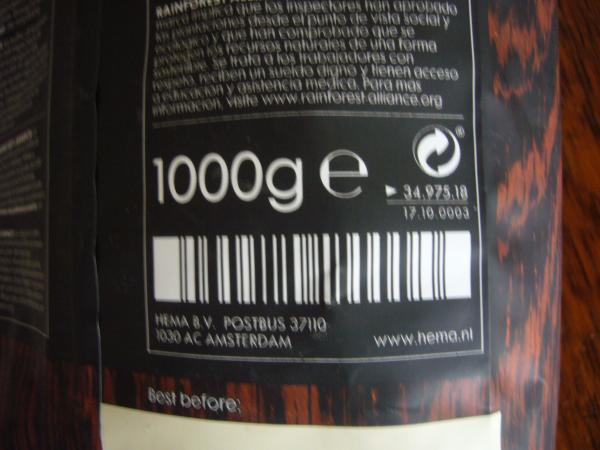 RAINFOREST
los inspectores han aprobado
desde el punto de vista social y
ecológico y que han comprobado que se
los recursos naturales de una forma
Se trata a los trabajadores con
respeto, reciben un sueldo digno y tienen acceso
a educación y asistencia médica. Para más
información, visite www.rainforest-alliance.org
1000g e ®
34.975.18
17.10.0003
HEMA B.V. POSTBUS 37110
1030 AC AMSTERDAM
www.hema.nl
Best before: